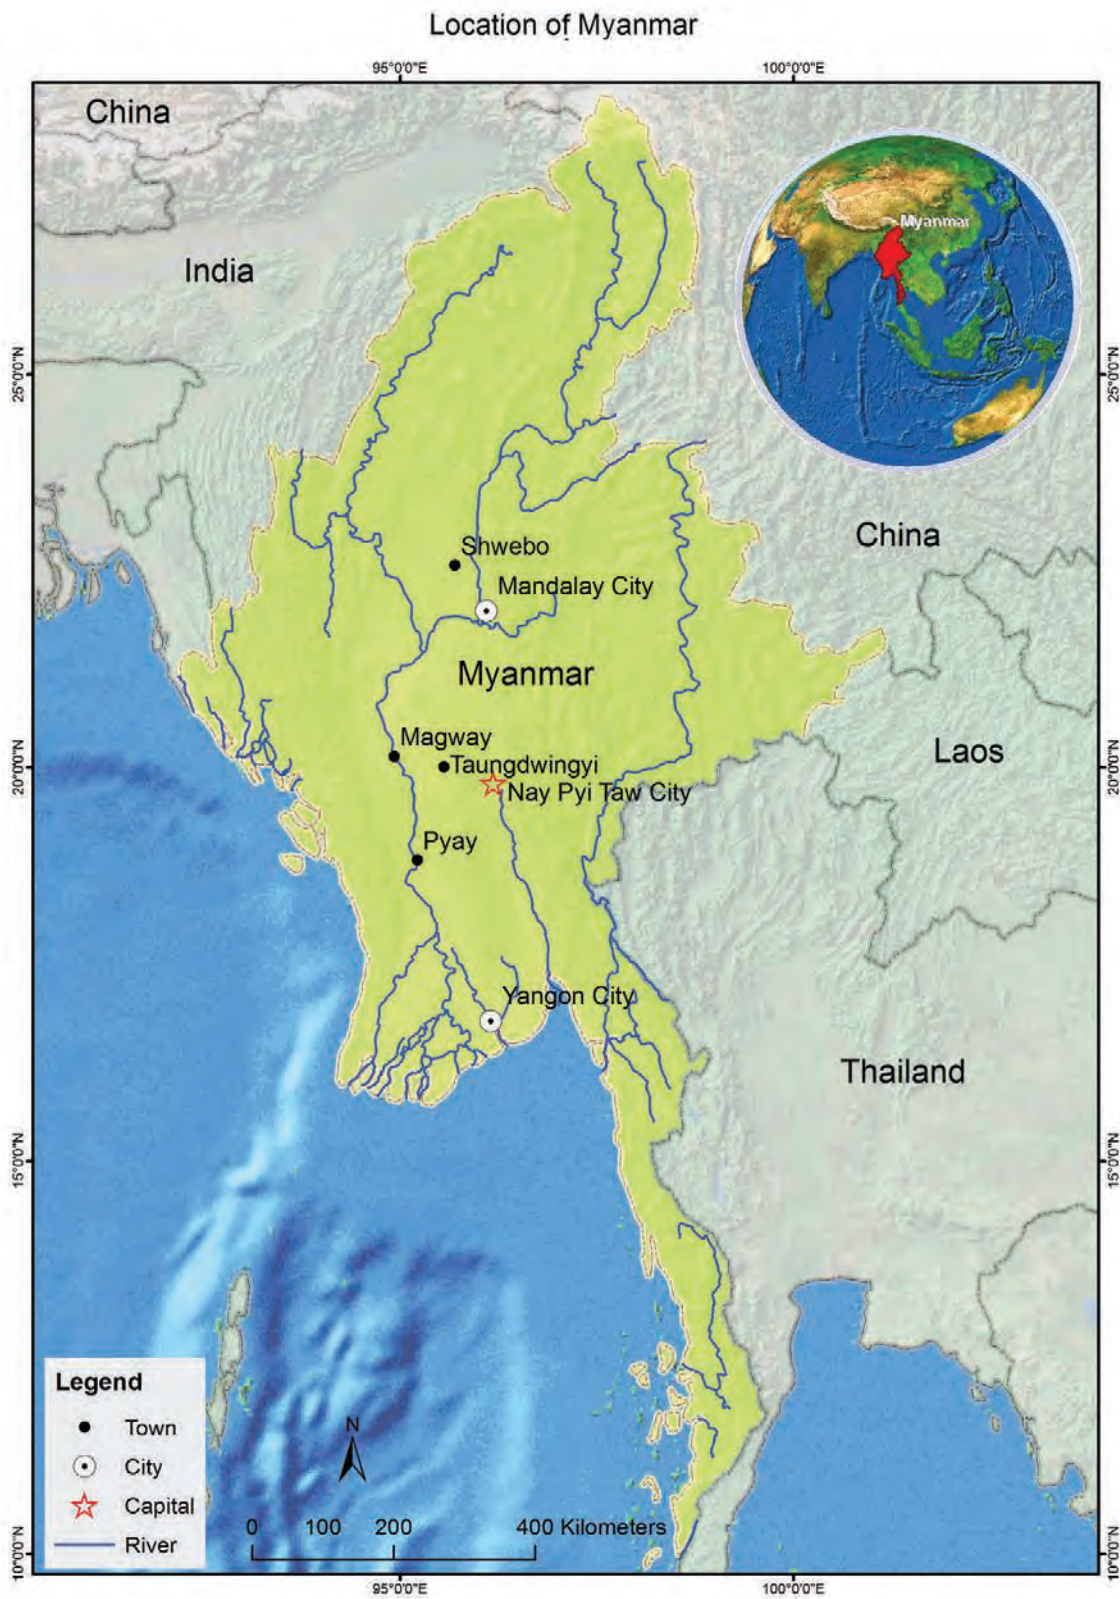 Location of Myanmar
95°0'0"E
100°0'0"E
China
Myanmar
India
25°0'0"N
25°0'0"N
China
Shwebo
Mandalay City
Myanmar
Magway
Laos
Taungdwingyi
20°0'0"N
20°0'0"N
Nay Pyi Taw City
Pyay
Yangon City
Thailand
15°0'0"N
15°0'0"N
Legend
Town
City
Capital
River
N
0 100 200 400 Kilometers
10°0'0"N
10°0'0"N
95°0'0"E
100°0'0"E